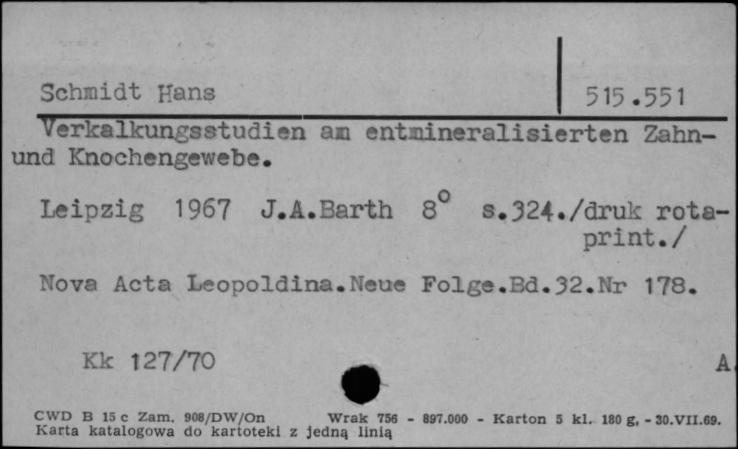 Schmidt Hans 515.551
Verkalkungsstudien an entmineralisierten Zahn-
und Knochengewebe.
Leipzig 1967 J.A.Barth 8° s.324./druk rota-
print./
Nova Acta Leopoldina.Neue Folge.Bd.32.Nr 178.
Kk 127/70 A.
CWD B 15 c Zam. 908/DW/On Wrak 756 - 897.000 - Karton 5 kl. 180 g, - 30.VII.69.
Karta katalogowa do kartoteki z jedną linią